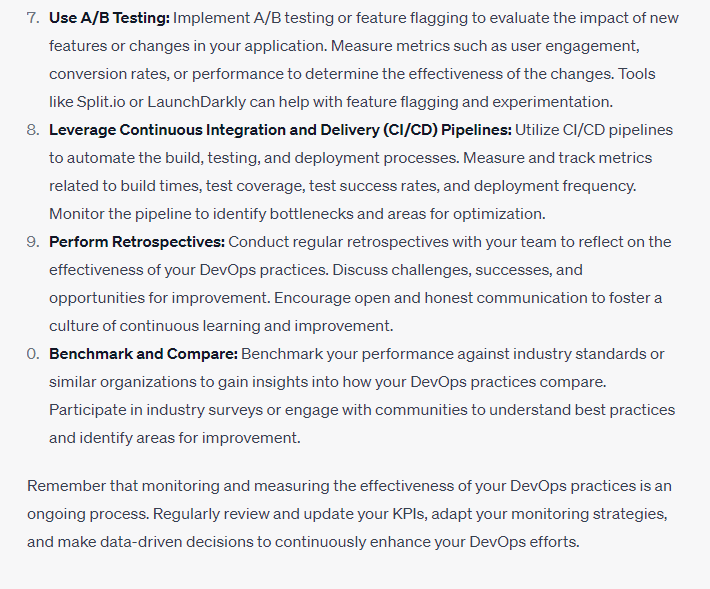 7. Use A/B Testing: Implement A/B testing or feature flagging to evaluate the impact of new
features or changes in your application. Measure metrics such as user engagement,
conversion rates, or performance to determine the effectiveness of the changes. Tools
like Split.io or LaunchDarkly can help with feature flagging and experimentation.
8. Leverage Continuous Integration and Delivery (CI/CD) Pipelines: Utilize CI/CD pipelines
to automate the build, testing, and deployment processes. Measure and track metrics
related to build times, test coverage, test success rates, and deployment frequency.
Monitor the pipeline to identify bottlenecks and areas for optimization.
9. Perform Retrospectives: Conduct regular retrospectives with your team to reflect on the
effectiveness of your DevOps practices. Discuss challenges, successes, and
opportunities for improvement. Encourage open and honest communication to foster a
culture of continuous learning and improvement.
0. Benchmark and Compare: Benchmark your performance against industry standards or
similar organizations to gain insights into how your DevOps practices compare.
Participate in industry surveys or engage with communities to understand best practices
and identify areas for improvement.
Remember that monitoring and measuring the effectiveness of your DevOps practices is an
ongoing process. Regularly review and update your KPIs, adapt your monitoring strategies,
and make data-driven decisions to continuously enhance your DevOps efforts.